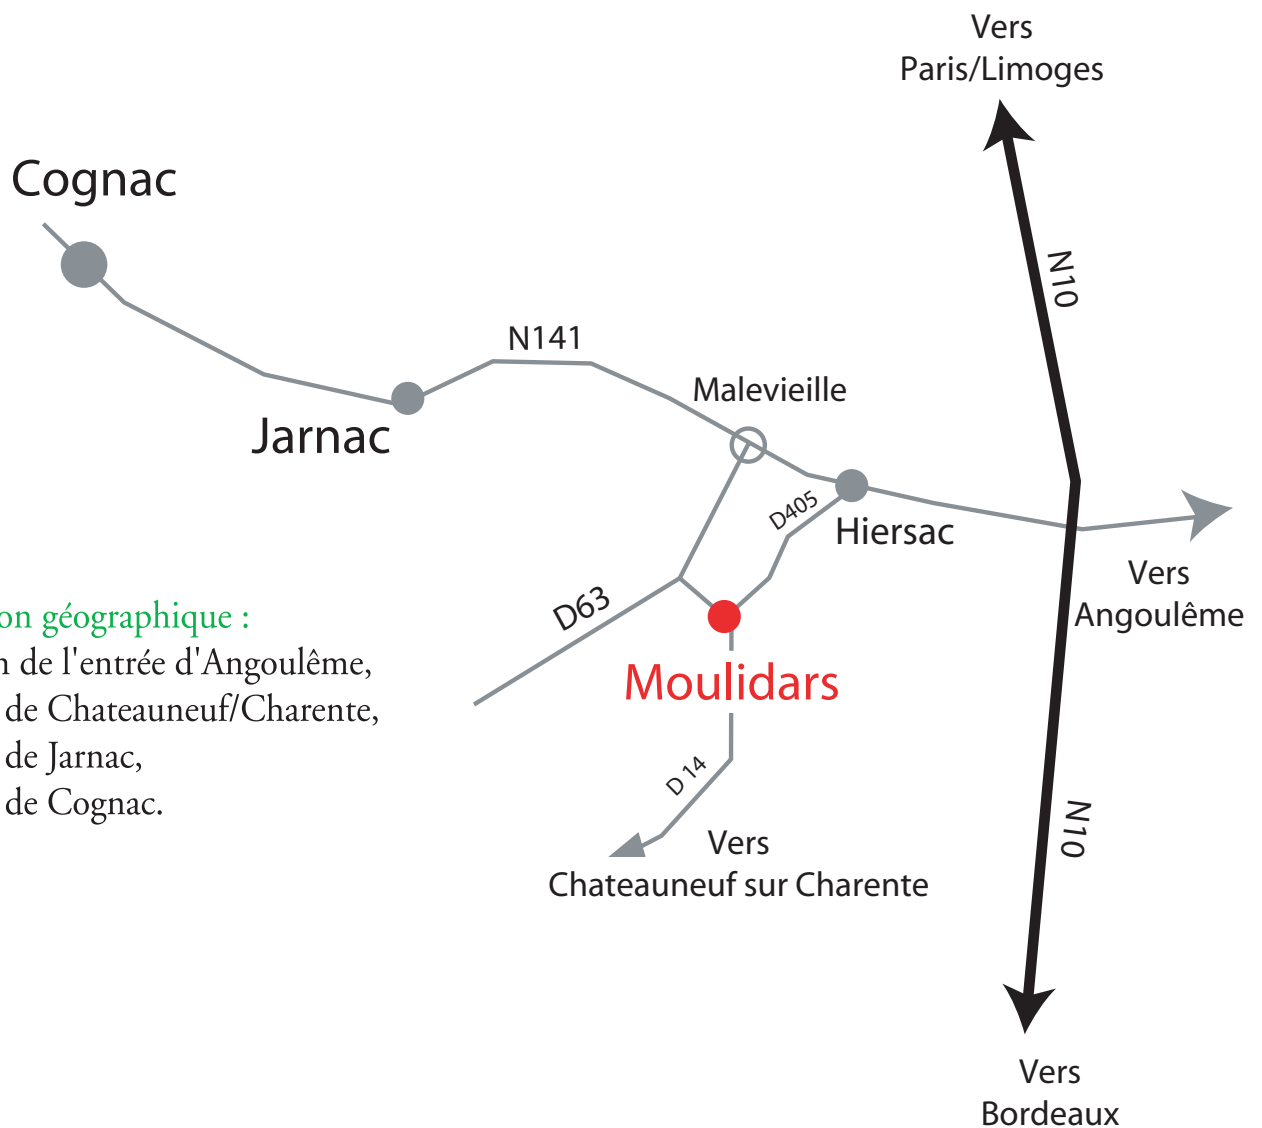 Vers
Paris/Limoges
Cognac
N10
N141
Malevieille
Jarnac
D405
Hiersac
Vers
Angoulême
D63
on géographique :
n de l'entrée d'Angoulême,
de Chateauneuf/Charente,
de Jarnac,
de Cognac.
Moulidars
D 14
N10
Vers
Chateauneuf sur Charente
Vers
Bordeaux